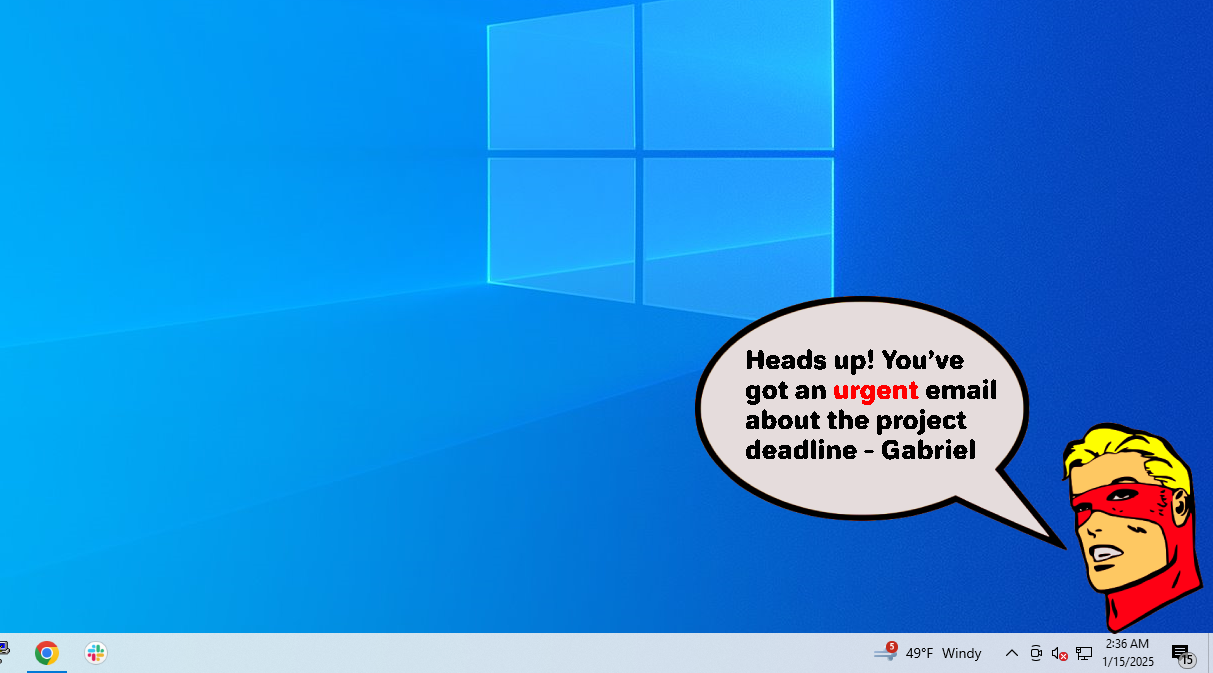 Heads up! You've
got an urgent email
about the project
deadline - Gabriel
5
49°F Windy
2:36 AM
1/15/2025
15